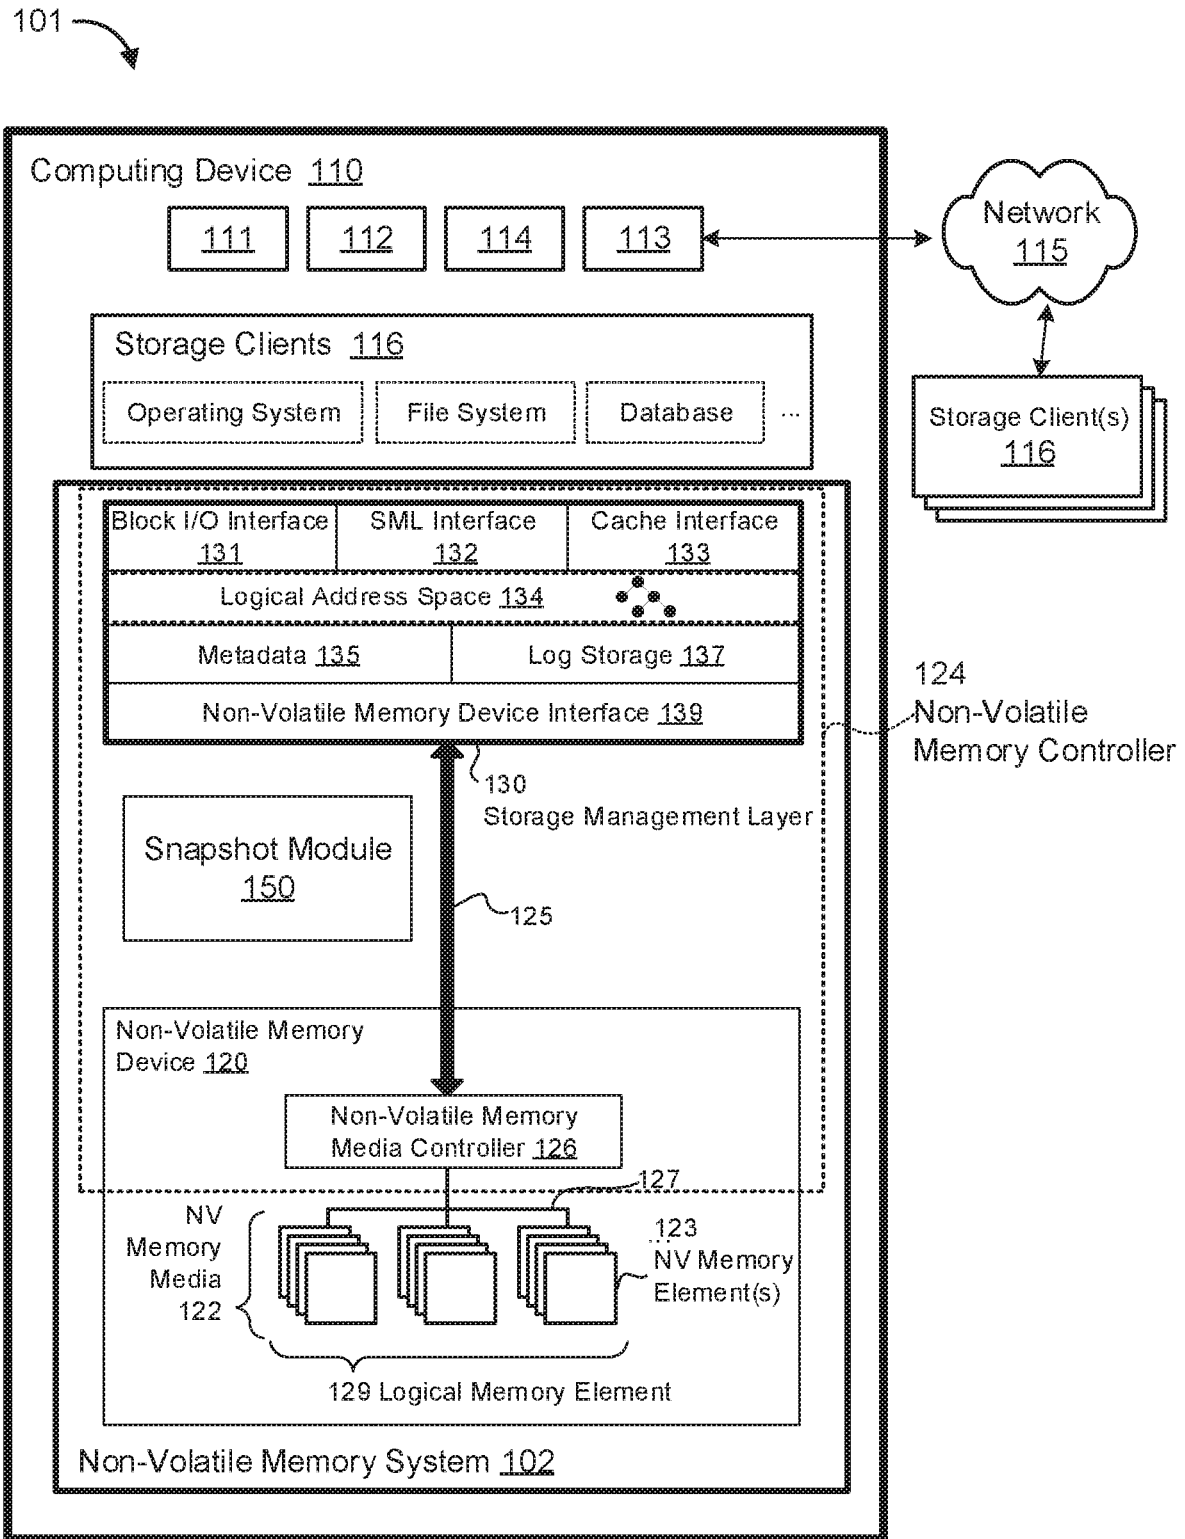 101
Computing Device 110
111 112 114 113
Network
115
Storage Clients 116
Operating System File System Database ...
Storage Client(s)
116
Block I/O Interface
131
SML Interface
132
Cache Interface
133
Logical Address Space 134
Metadata 135 Log Storage 137
Non-Volatile Memory Device Interface 139
124
Non-Volatile
Memory Controller
130
Storage Management Layer
Snapshot Module
150
125
Non-Volatile Memory
Device 120
Non-Volatile Memory
Media Controller 126
127
NV
Memory
Media
122
...
123
NV Memory
Element(s)
129 Logical Memory Element
Non-Volatile Memory System 102